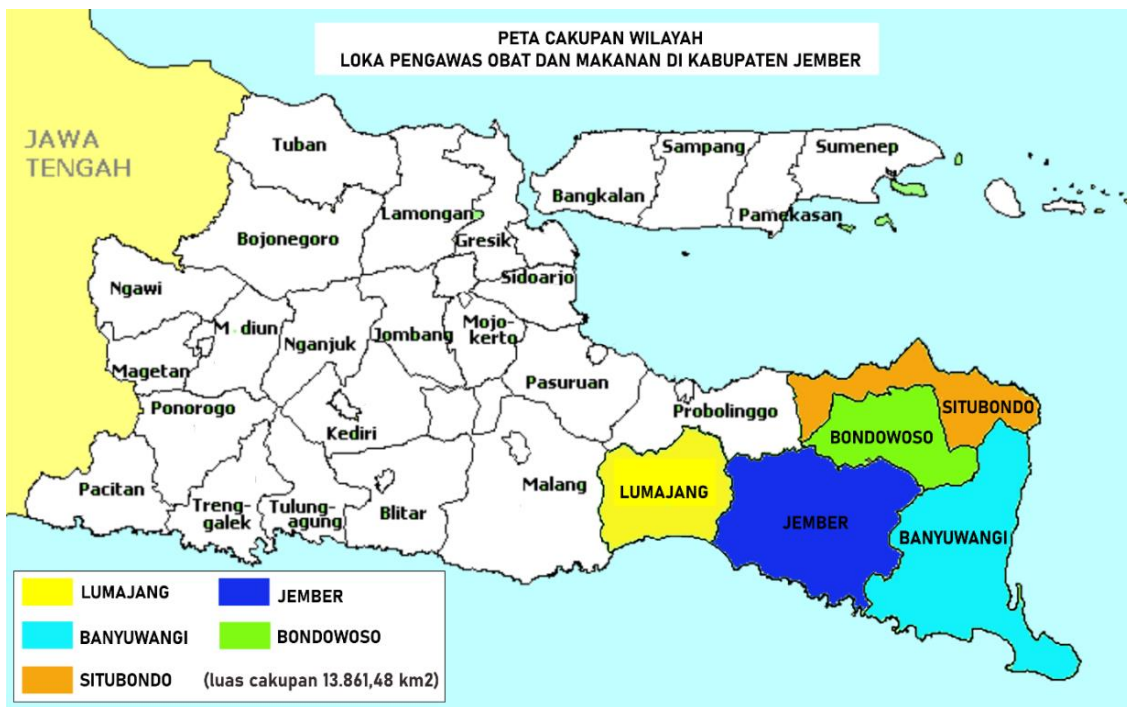 PETA CAKUPAN WILAYAH
LOKA PENGAWAS OBAT DAN MAKANAN DI KABUPATEN JEMBER
JAWA
TENGAH
Tuban
Lamongan
Bojonegoro
Gresik
Sidoarjo
Bangkalan
Sampang
Pamekasan
Sumenep
Ngawi
M diun
Magetan
Nganjuk
Jombang
Mojo-
kerto
Ponorogo
Kediri
Pasuruan
Probolinggo
Pacitan
Treng-
galek
Tulung-
agung
Blitar
Malang
LUMAJANG
JEMBER
BONDOWOSO
SITUBONDO
BANYUWANGI
LUMAJANG
JEMBER
BANYUWANGI
BONDOWOSO
SITUBONDO
(luas cakupan 13.861,48 km2)